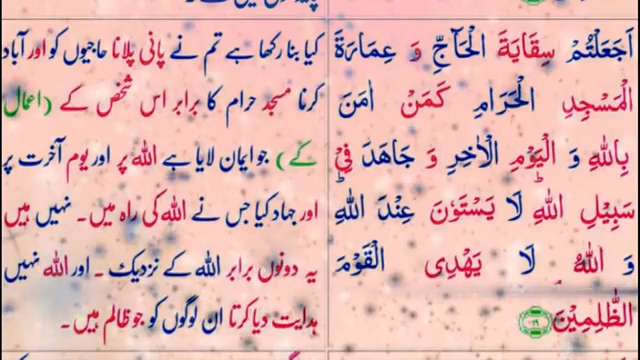 اَجَعَلْتُمْ سِقَايَةَ الْحَآجِّ وَ عِمَارَةَ
الْمَسْجِدِ الْحَرَامِ كَمَنْ اٰمَنَ
بِاللّٰهِ وَ الْيَوْمِ الْاٰخِرِ وَ جَاهَدَ فِیْ
سَبِيْلِ اللّٰهِ لَا يَسْتَوٗنَ عِنْدَ اللّٰهِ
وَ اللّٰهُ لَا يَهْدِی الْقَوْمَ
الظّٰلِمِيْنَ ۱۹
کیا بنا رکھا ہے تم نے پانی پلانا حاجیوں کو اور آباد
کرنا مسجد حرام کا برابر اس شخص کے (اعمال
کے) جو ایمان لایا ہے اللہ پر اور یوم آخرت پر
اور جہاد کیا جس نے اللہ کی راہ میں۔ نہیں ہیں
یہ دونوں برابر اللہ کے نزدیک۔ اور اللہ نہیں
ہدایت دیا کرتا ان لوگوں کو جو ظالم ہیں۔